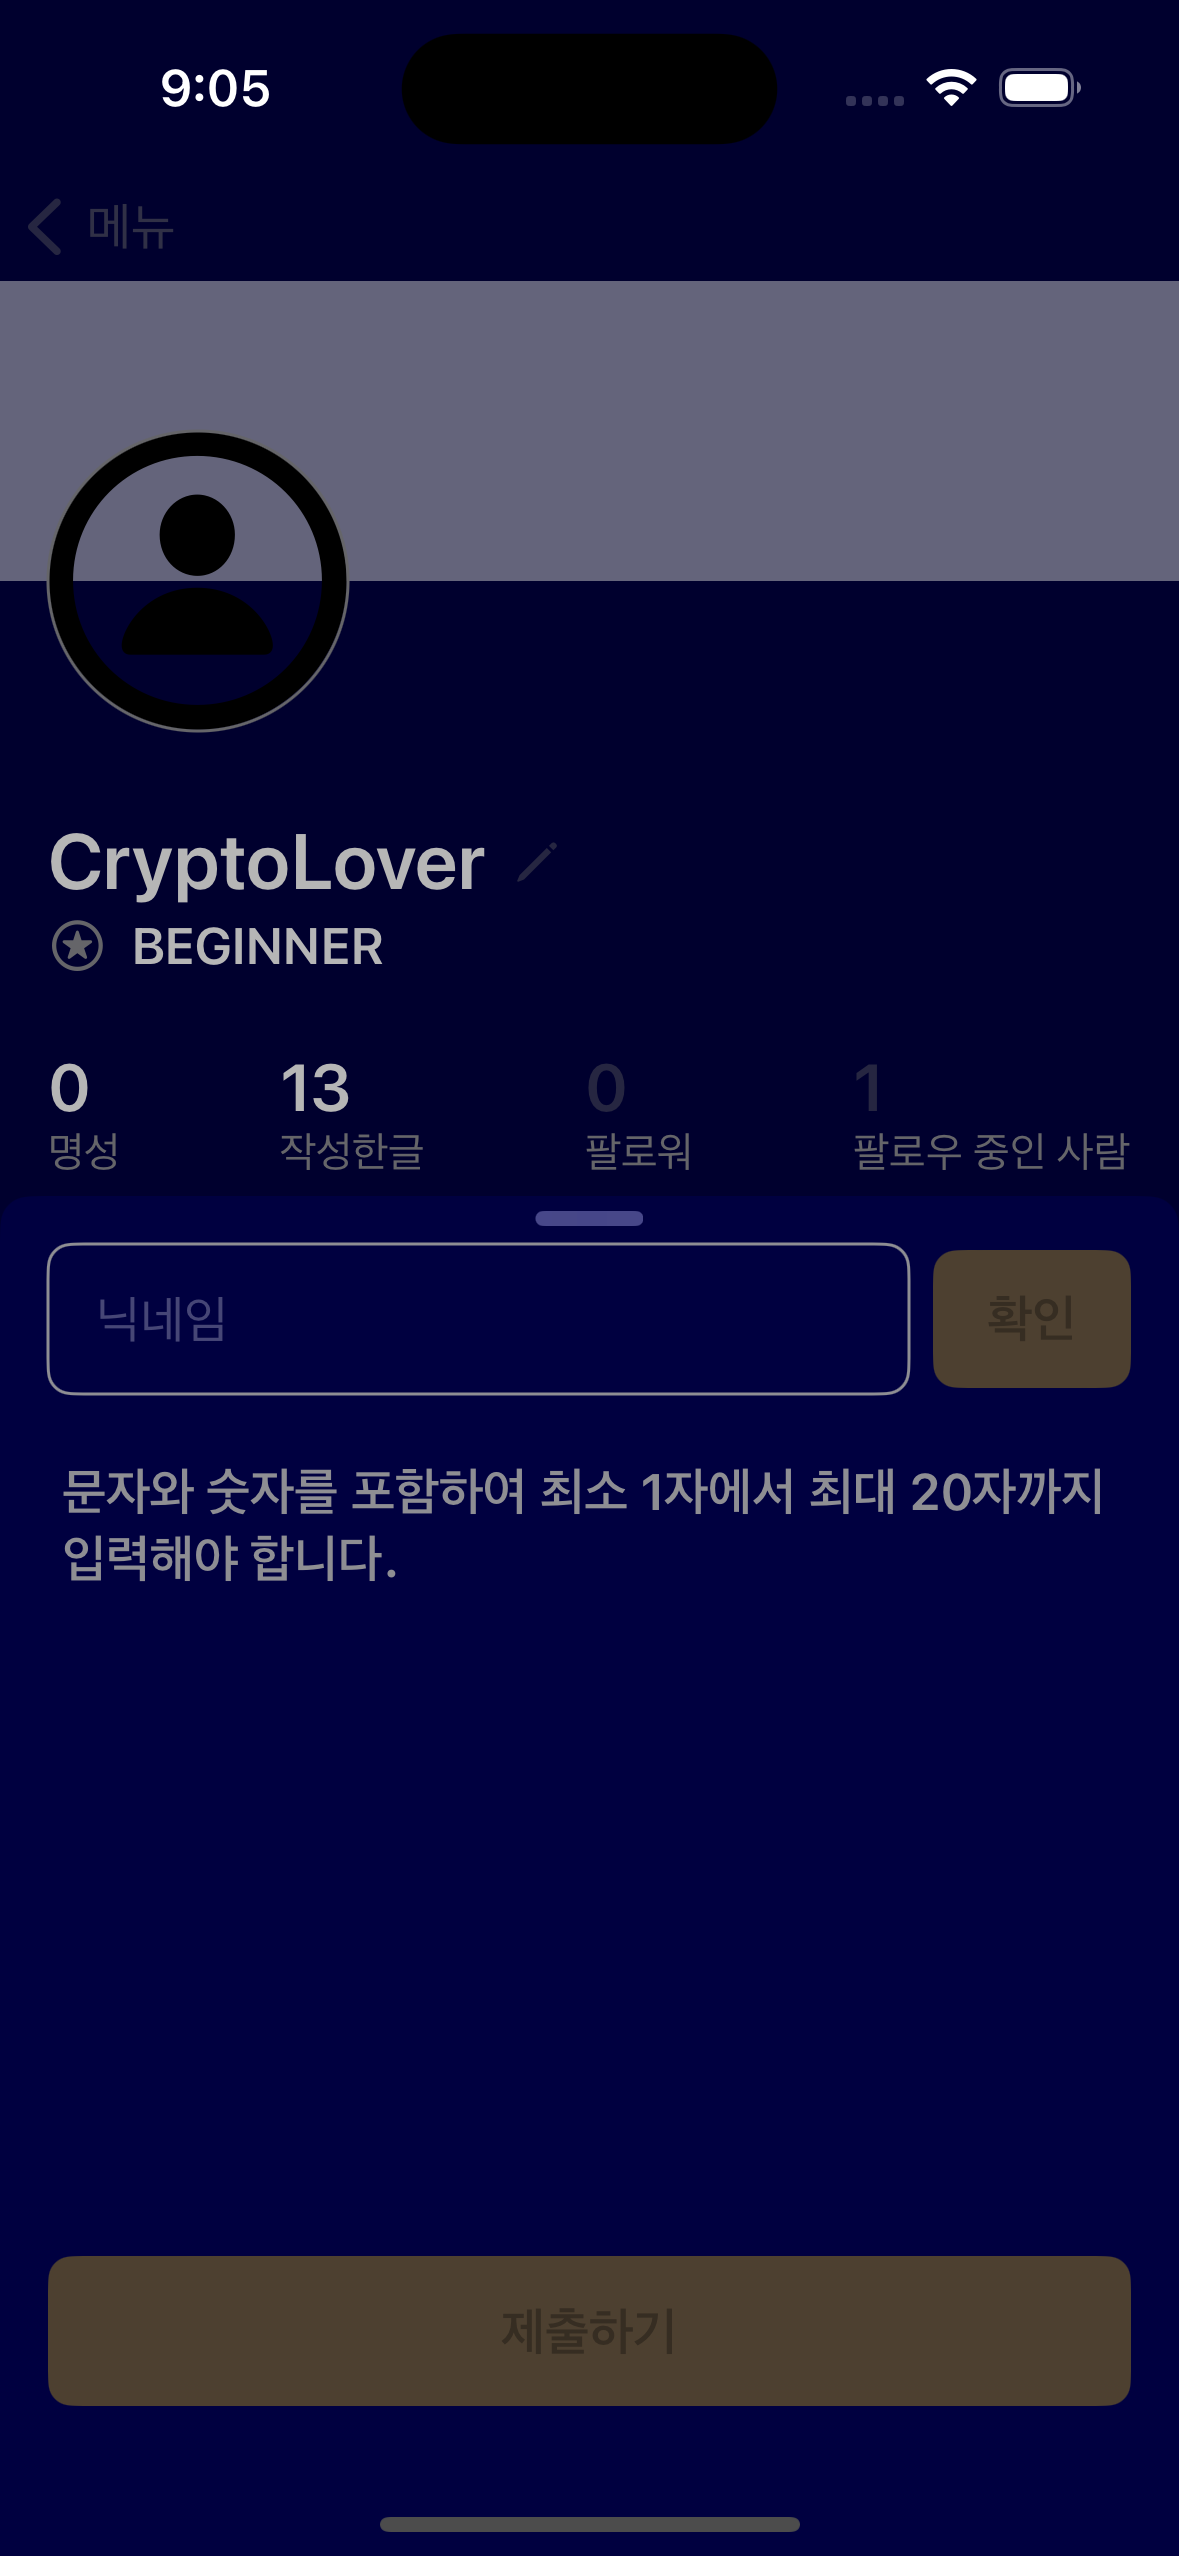 9:05
메뉴
CryptoLover
BEGINNER
0 13 0 1
명성 작성한글 팔로워 팔로우 중인 사람
닉네임 확인
문자와 숫자를 포함하여 최소 1자에서 최대 20자까지
입력해야 합니다.
제출하기